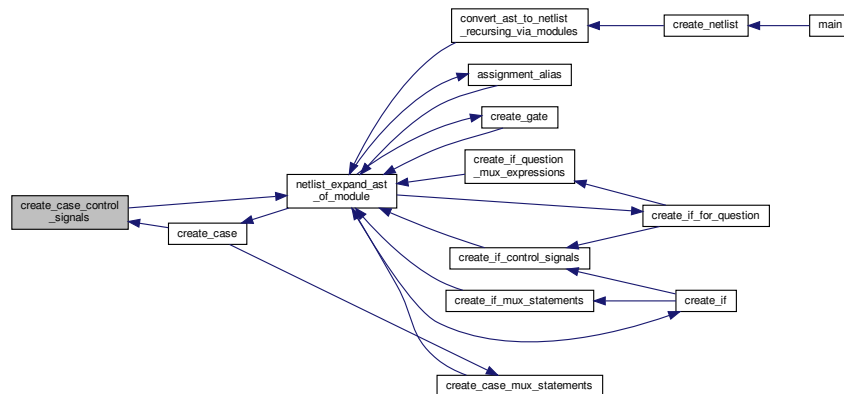 convert_ast_to_netlist
_recursing_via_modules
create_netlist
main
assignment_alias
create_gate
create_if_question
_mux_expressions
netlist_expand_ast
_of_module
create_case_control
_signals
create_case
create_if_for_question
create_if_control_signals
create_if_mux_statements
create_if
create_case_mux_statements